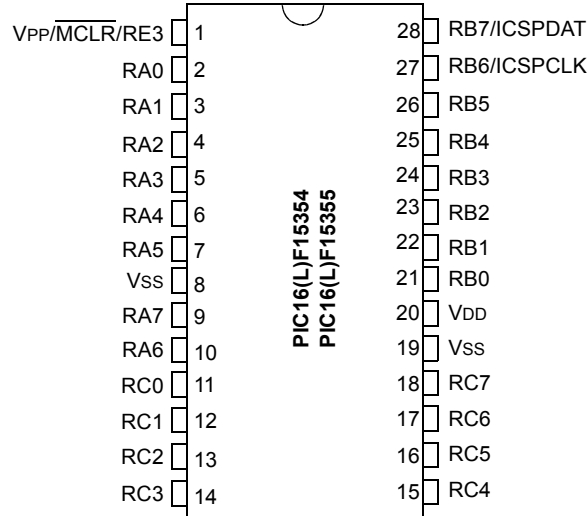 VPP/MCLR/RE3 1 28 RB7/ICSPDAT
RA0 2 27 RB6/ICSPCLK
RA1 3 26 RB5
RA2 4 25 RB4
RA3 5 24 RB3
RA4 6 23 RB2
RA5 7 22 RB1
VSS 8 21 RB0
RA7 9 20 VDD
RA6 10 19 VSS
RC0 11 18 RC7
RC1 12 17 RC6
RC2 13 16 RC5
RC3 14 15 RC4
PIC16(L)F15354
PIC16(L)F15355